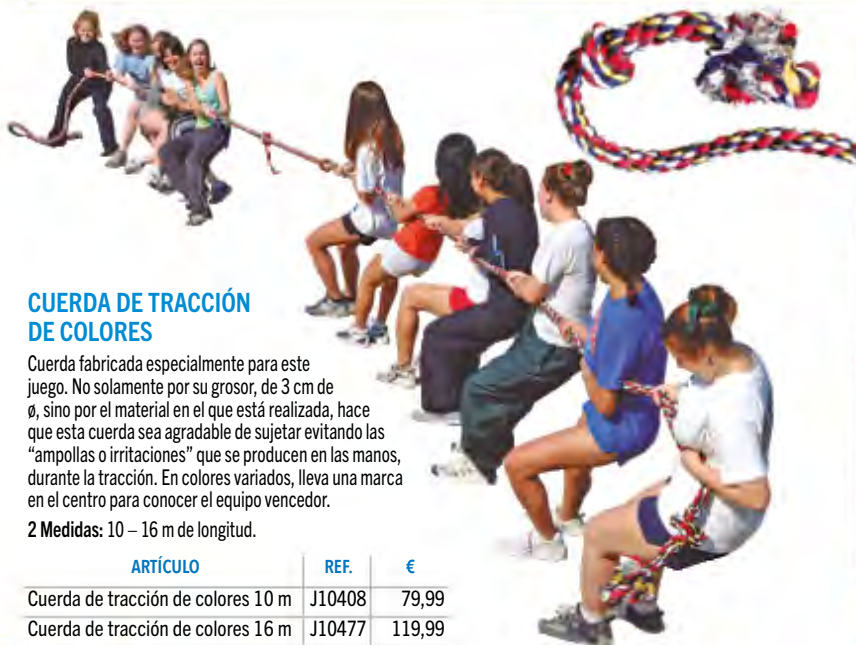 CUERDA DE TRACCIÓN
DE COLORES
Cuerda fabricada especialmente para este
juego. No solamente por su grosor, de 3 cm de
ø, sino por el material en el que está realizada, hace
que esta cuerda sea agradable de sujetar evitando las
“ampollas o irritaciones” que se producen en las manos,
durante la tracción. En colores variados, lleva una marca
en el centro para conocer el equipo vencedor.
2 Medidas: 10 – 16 m de longitud.
ARTÍCULO REF. €
Cuerda de tracción de colores 10 m J10408 79,99
Cuerda de tracción de colores 16 m J10477 119,99